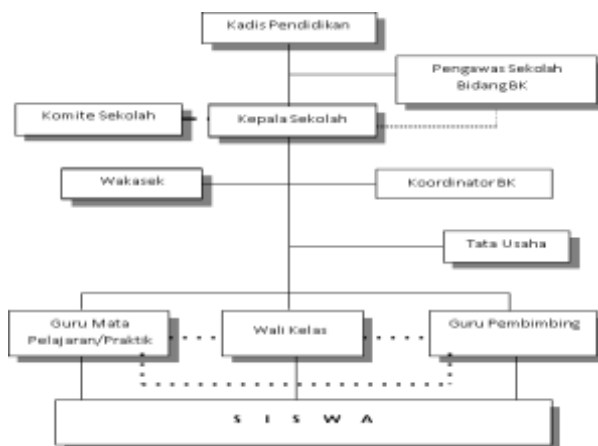 Kadis Pendidikan
Pengawas Sekolah
Bidang BK
Komite Sekolah
Kepala Sekolah
Wakasek
Koordinator BK
Tata Usaha
Guru Mata
Pelajaran/Praktik
Wali Kelas
Guru Pembimbing
S I S W A